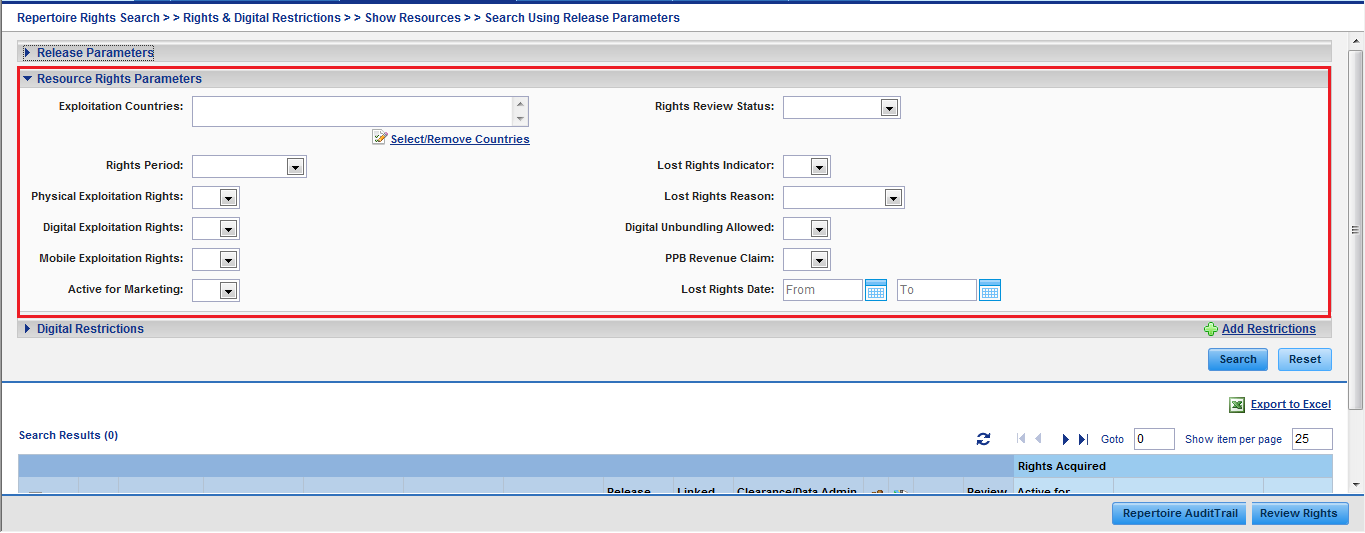 Repertoire Rights Search > > Rights & Digital Restrictions > > Show Resources > > Search Using Release Parameters
Release Parameters
Resource Rights Parameters
Exploitation Countries: Rights Review Status:
Select/Remove Countries
Rights Period: Lost Rights Indicator:
Physical Exploitation Rights: Lost Rights Reason:
Digital Exploitation Rights: Digital Unbundling Allowed:
Mobile Exploitation Rights: PPB Revenue Claim:
Active for Marketing: Lost Rights Date: From To
Digital Restrictions Add Restrictions
Search Reset
Export to Excel
Search Results (0) Goto 0 Show item per page 25
Rights Acquired
Release Linked Clearance/Data Admin Review Active for
Repertoire AuditTrail Review Rights